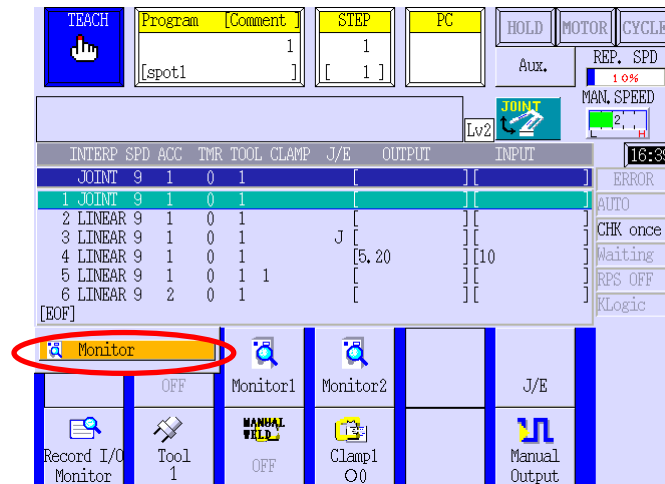 TEACH
Program [Comment ]
1
[spot1 ]
STEP
1
[ 1 ]
PC
HOLD MOTOR CYCLE
Aux.
REP. SPD
10%
MAN.SPEED
2
L H
Lv2
JOINT
16:39
INTERP SPD ACC TMR TOOL CLAMP J/E OUTPUT INPUT
JOINT 9 1 0 1 [ ][ ]
1 JOINT 9 1 0 1 [ ][ ]
2 LINEAR 9 1 0 1 [ ][ ]
3 LINEAR 9 1 0 1 J [ ][ ]
4 LINEAR 9 1 0 1 [5.20 ][10 ]
5 LINEAR 9 1 0 1 1 [ ][ ]
6 LINEAR 9 2 0 1 [ ][ ]
[EOF]
ERROR
AUTO
CHK once
Waiting
RPS OFF
KLogic
Monitor
OFF
Monitor1
Monitor2
J/E
Record I/O
Monitor
Tool
1
MANUAL
WELD
OFF
Clamp1
OO
Manual
Output